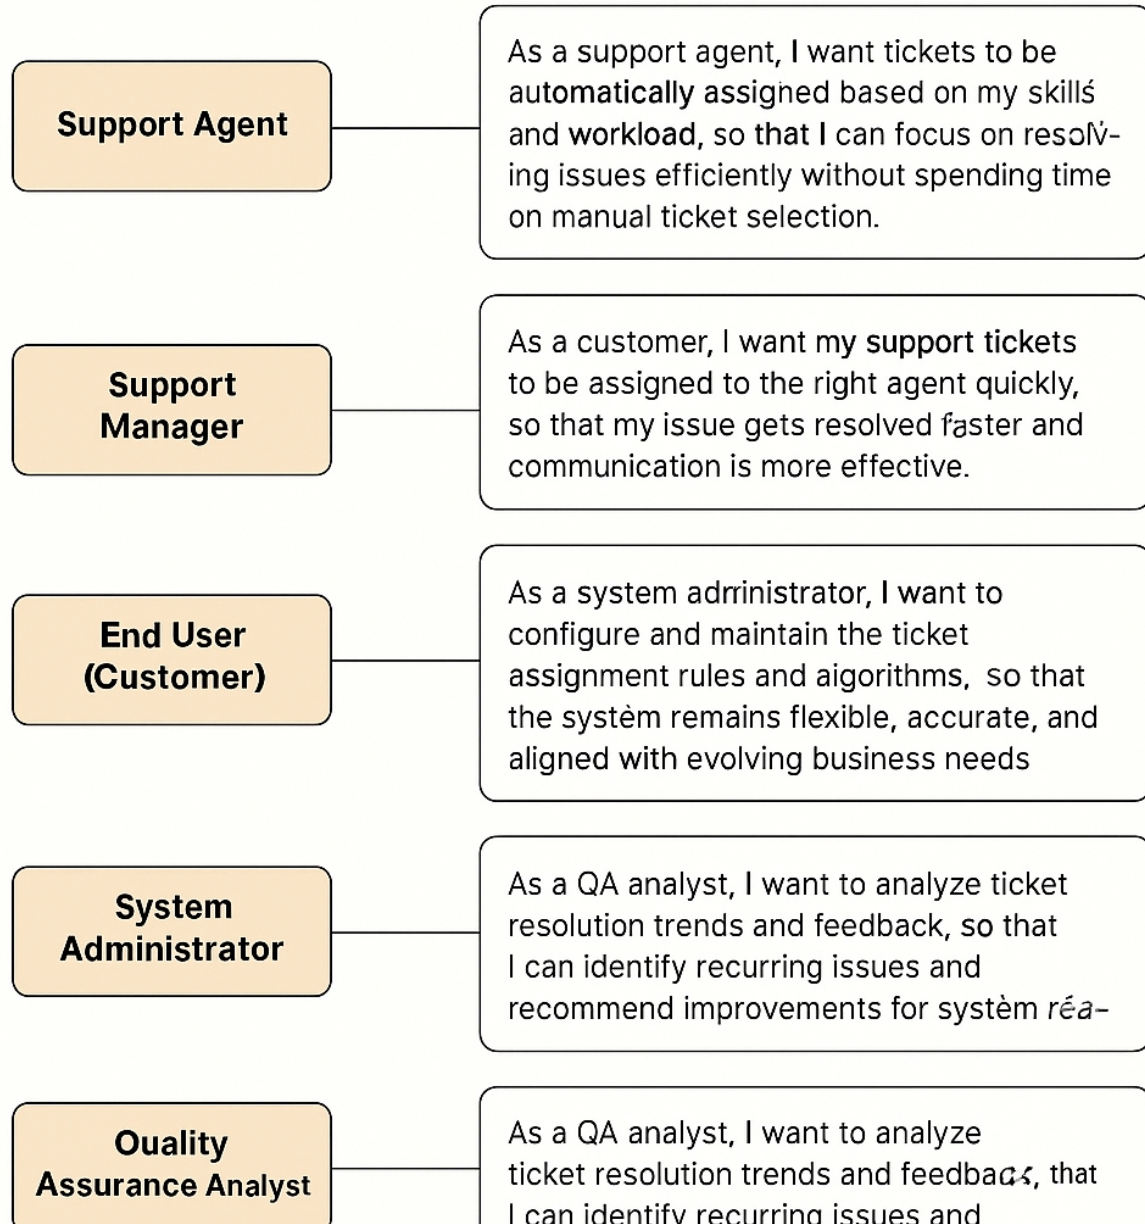 Support Agent
As a support agent, I want tickets to be
automatically assigned based on my skills
and workload, so that I can focus on resolv-
ing issues efficiently without spending time
on manual ticket selection.
Support
Manager
As a customer, I want my support tickets
to be assigned to the right agent quickly,
so that my issue gets resolved faster and
communication is more effective.
End User
(Customer)
As a system adrrinistrator, I want to
configure and maintain the ticket
assignment rules and aigorithms, so that
the systèm remains flexible, accurate, and
aligned with evolving business needs
System
Administrator
As a QA analyst, I want to analyze ticket
resolution trends and feedback, so that
I can identify recurring issues and
recommend improvements for systèm réa-
Ouality
Assurance Analyst
As a QA analyst, I want to analyze
ticket resolution trends and that
I can identify recurring issues and